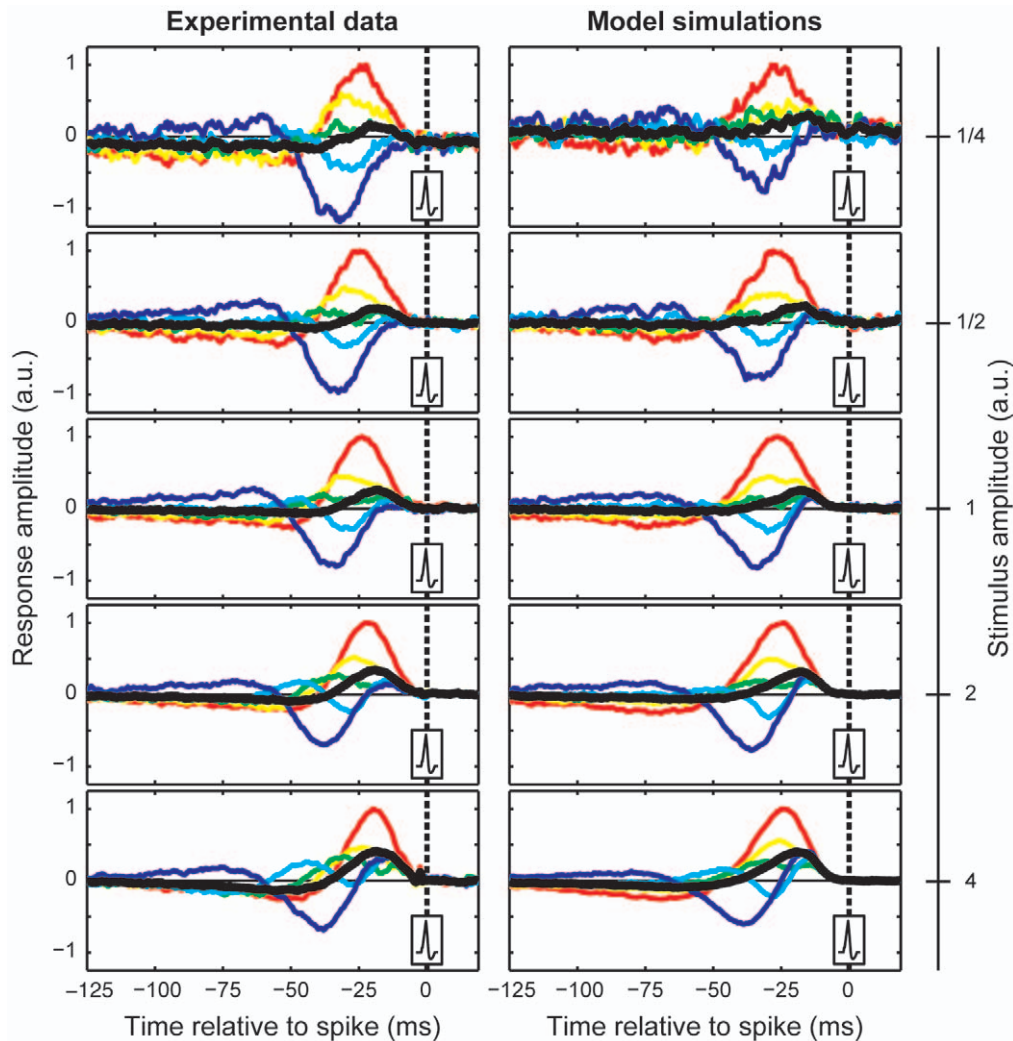 Experimental data
Model simulations
Response amplitude (a.u.)
1
0
−1
1/4
1
0
−1
1/2
1
0
−1
1
1
0
−1
2
1
0
−1
4
Stimulus amplitude (a.u.)
−125 −100 −75 −50 −25 0
−125 −100 −75 −50 −25 0
Time relative to spike (ms)
Time relative to spike (ms)